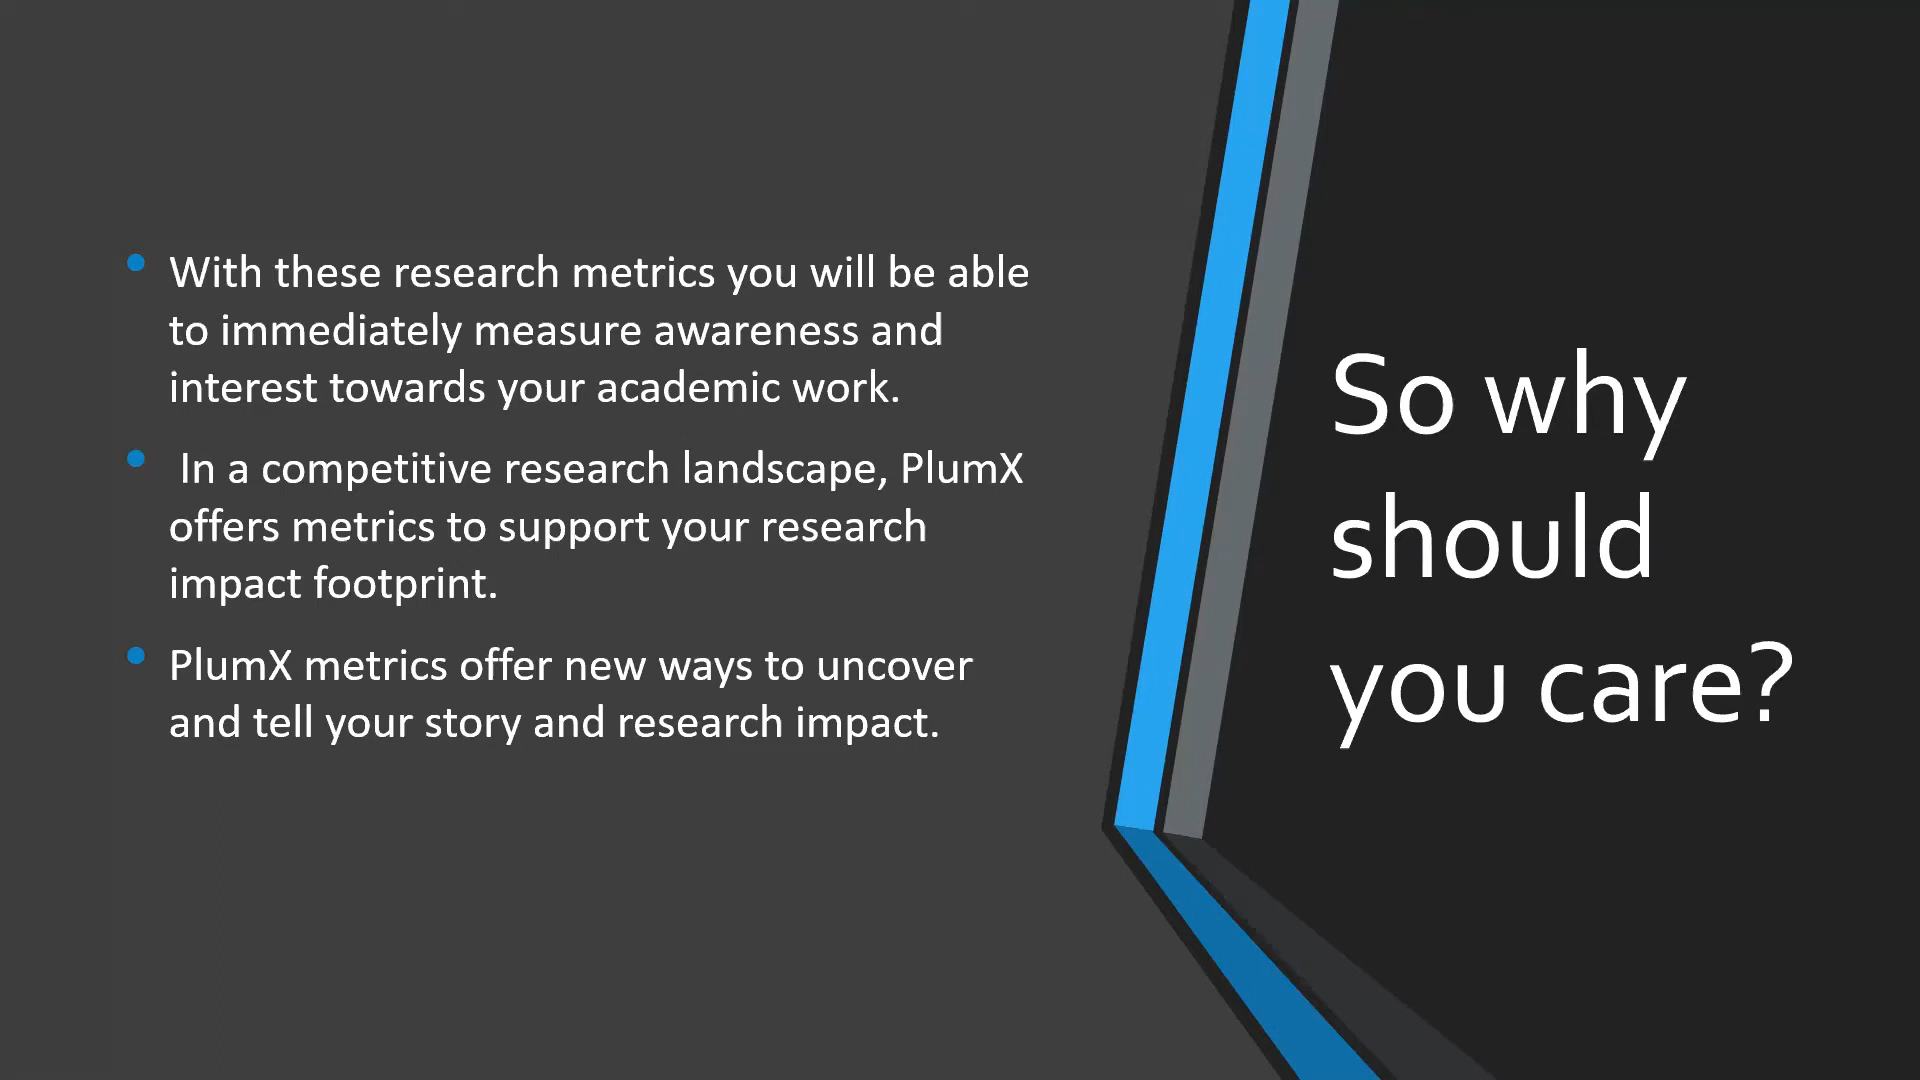 With these research metrics you will be able
to immediately measure awareness and
interest towards your academic work.
In a competitive research landscape, PlumX
offers metrics to support your research
impact footprint.
PlumX metrics offer new ways to uncover
and tell your story and research impact.
So why
should
you care?